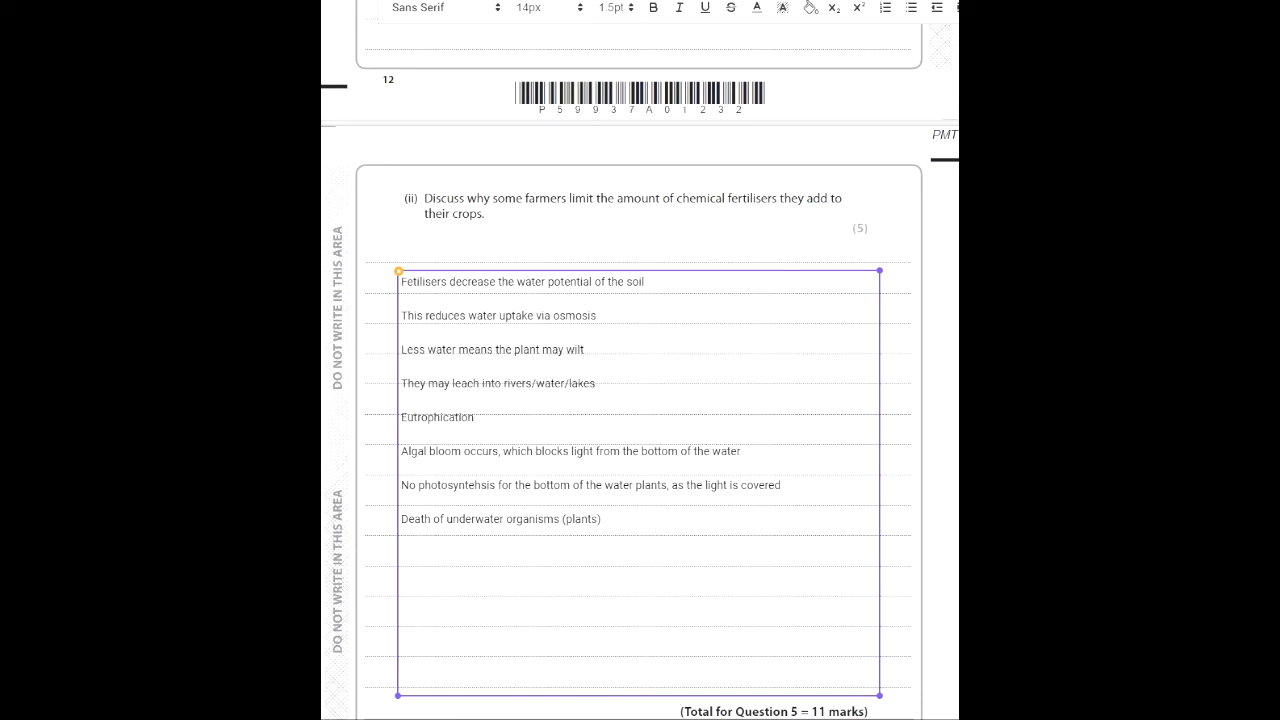 Sans Serif 14px 1.5pt B I U S A A x₂ x²
12
P 5 9 9 3 7 A 0 1 2 3 2
PMT
(ii) Discuss why some farmers limit the amount of chemical fertilisers they add to
their crops.
(5)
DO NOT WRITE IN THIS AREA
Fetilisers decrease the water potential of the soil
This reduces water uptake via osmosis
Less water means the plant may wilt
They may leach into rivers/water/lakes
Eutrophication
Algal bloom occurs, which blocks light from the bottom of the water
No photosyntehsis for the bottom of the water plants, as the light is covered
Death of underwater organisms (plants)
DO NOT WRITE IN THIS AREA
(Total for Question 5 = 11 marks)